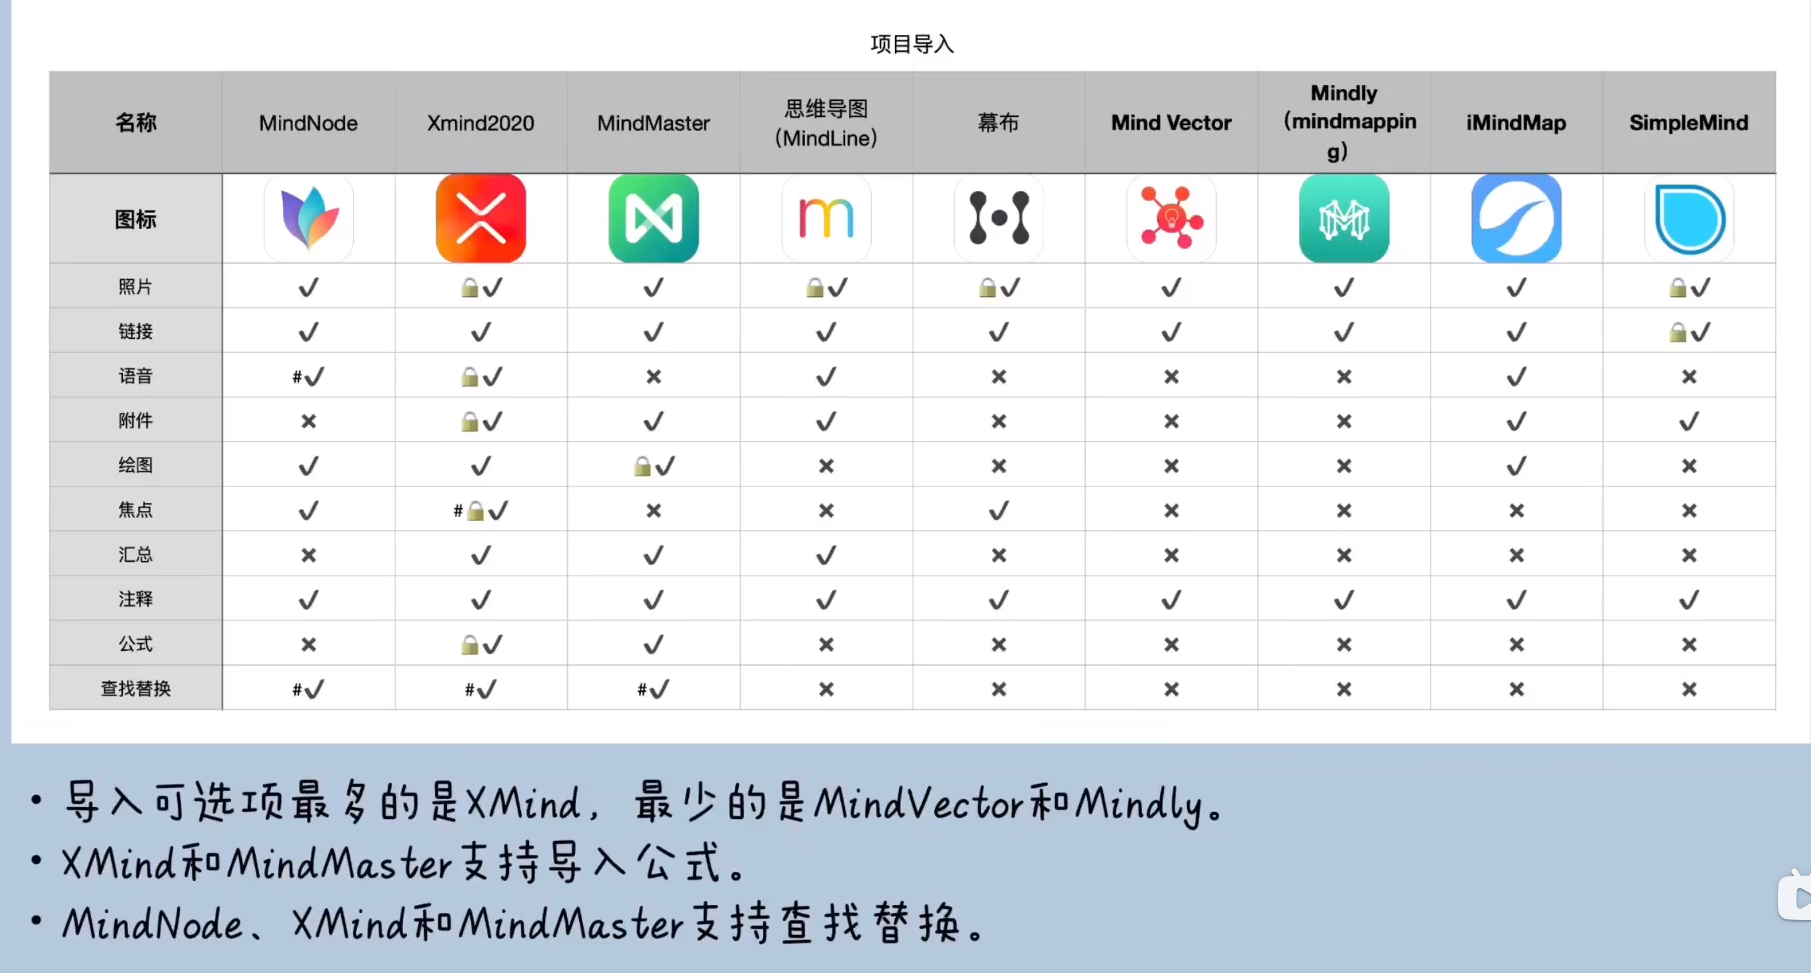 项目导入
名称 MindNode Xmind2020 MindMaster 思维导图（MindLine） 幕布 Mind Vector Mindly（mindmapping） iMindMap SimpleMind
图标
照片 ✓ 🔒✓ ✓ 🔒✓ 🔒✓ ✓ ✓ ✓ 🔒✓
链接 ✓ ✓ ✓ ✓ ✓ ✓ ✓ ✓ 🔒✓
语音 #✓ 🔒✓ ✗ ✓ ✗ ✗ ✗ ✓ ✗
附件 ✗ 🔒✓ ✓ ✓ ✗ ✗ ✗ ✓ ✓
绘图 ✓ ✓ 🔒✓ ✗ ✗ ✗ ✗ ✓ ✗
焦点 ✓ #🔒✓ ✗ ✗ ✓ ✗ ✗ ✗ ✗
汇总 ✗ ✓ ✓ ✓ ✗ ✗ ✗ ✗ ✗
注释 ✓ ✓ ✓ ✓ ✓ ✓ ✓ ✓ ✓
公式 ✗ 🔒✓ ✓ ✗ ✗ ✗ ✗ ✗ ✗
查找替换 #✓ #✓ #✓ ✗ ✗ ✗ ✗ ✗ ✗
• 导入可选项最多的是XMind，最少的是MindVector和Mindly。
• XMind和MindMaster支持导入公式。
• MindNode、XMind和MindMaster支持查找替换。